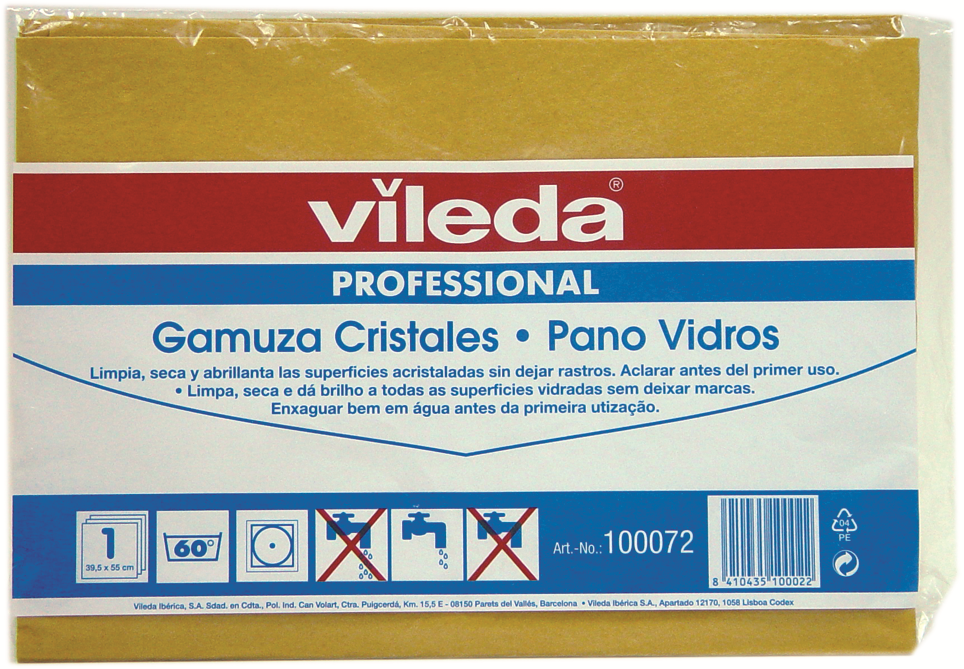 vileda®
PROFESSIONAL
Gamuza Cristales • Pano Vidros
Limpia, seca y abrillanta las superficies acristaladas sin dejar rastros. Aclarar antes del primer uso.
• Limpa, seca e dá brilho a todas as superficies vidradas sem deixar marcas.
Enxaguar bem em água antes da primeira utização.
1
39,5 x 55 cm
60°
Art.-No.: 100072
8 410435 100022
04
PE
Vileda Ibérica, S.A. Sdad. en Cdta., Pol. Ind. Can Volart, Ctra. Puigcerdá, Km. 15,5 E - 08150 Parets del Vallés, Barcelona • Vileda Ibérica S.A., Apartado 12170, 1058 Lisboa Codex